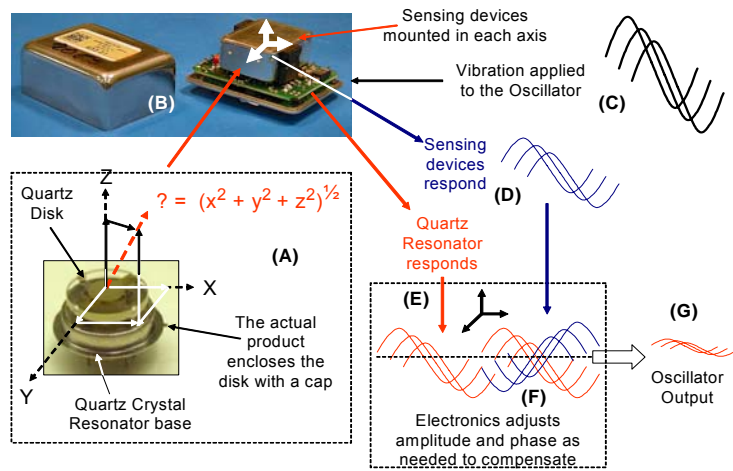 Sensing devices
mounted in each axis
(B)
Vibration applied
to the Oscillator
(C)
Sensing
devices
respond
(D)
Quartz
Disk
Z
? = (x² + y² + z²)½
(A)
X
Y
The actual
product
encloses the
disk with a cap
Quartz Crystal
Resonator base
Quartz
Resonator
responds
(E)
(F)
Electronics adjusts
amplitude and phase as
needed to compensate
(G)
Oscillator
Output